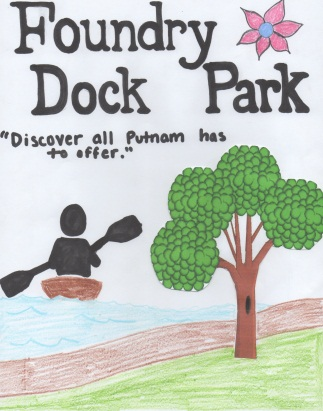 Foundry
Dock Park
"Discover all Putnam has
to offer."